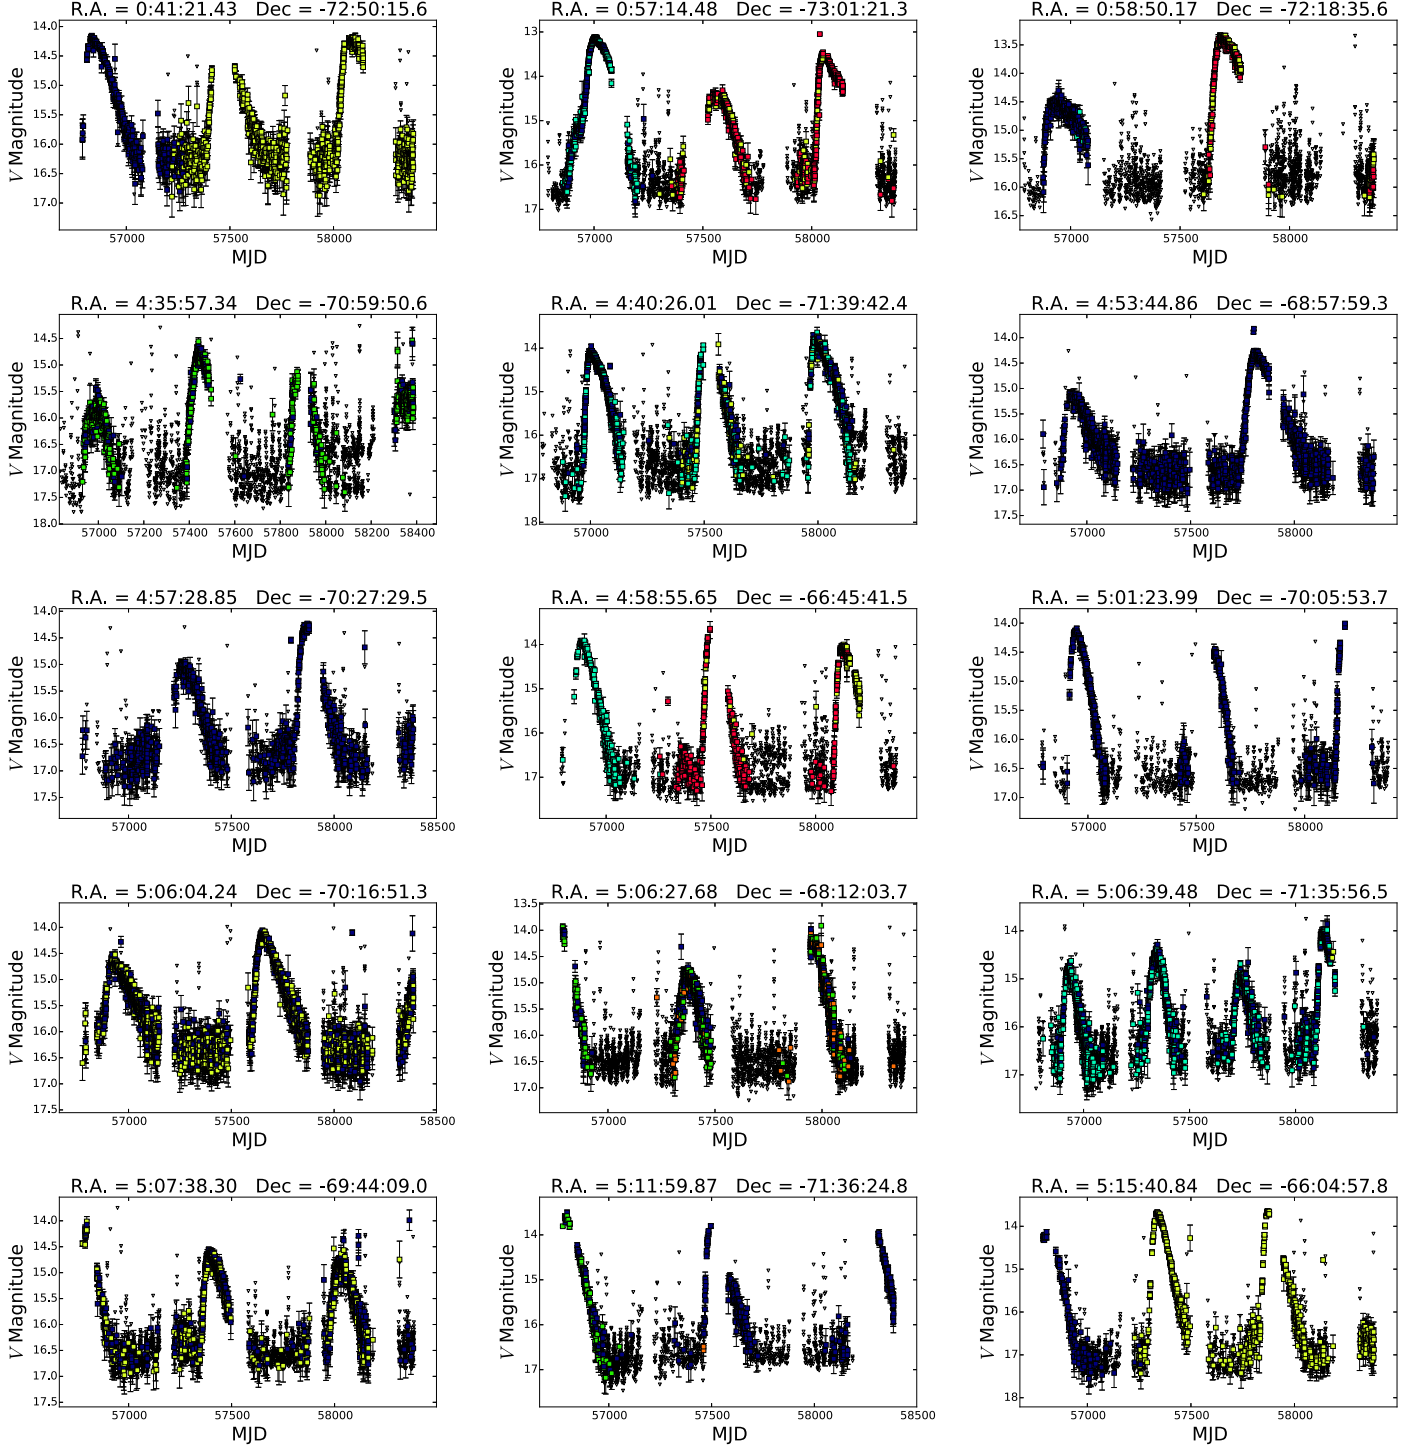 R.A. = 0:41:21.43 Dec = -72:50:15.6
14.0
14.5
15.0
15.5
16.0
16.5
17.0
V Magnitude
57000 57500 58000
MJD
R.A. = 0:57:14.48 Dec = -73:01:21.3
13
14
15
16
17
V Magnitude
57000 57500 58000
MJD
R.A. = 0:58:50.17 Dec = -72:18:35.6
13.5
14.0
14.5
15.0
15.5
16.0
16.5
V Magnitude
57000 57500 58000
MJD
R.A. = 4:35:57.34 Dec = -70:59:50.6
14.5
15.0
15.5
16.0
16.5
17.0
17.5
18.0
V Magnitude
57000 57200 57400 57600 57800 58000 58200 58400
MJD
R.A. = 4:40:26.01 Dec = -71:39:42.4
14
15
16
17
18
V Magnitude
57000 57500 58000
MJD
R.A. = 4:53:44.86 Dec = -68:57:59.3
14.0
14.5
15.0
15.5
16.0
16.5
17.0
17.5
V Magnitude
57000 57500 58000
MJD
R.A. = 4:57:28.85 Dec = -70:27:29.5
14.0
14.5
15.0
15.5
16.0
16.5
17.0
17.5
V Magnitude
57000 57500 58000 58500
MJD
R.A. = 4:58:55.65 Dec = -66:45:41.5
14
15
16
17
V Magnitude
57000 57500 58000
MJD
R.A. = 5:01:23.99 Dec = -70:05:53.7
14.0
14.5
15.0
15.5
16.0
16.5
17.0
V Magnitude
57000 57500 58000
MJD
R.A. = 5:06:04.24 Dec = -70:16:51.3
14.0
14.5
15.0
15.5
16.0
16.5
17.0
17.5
V Magnitude
57000 57500 58000 58500
MJD
R.A. = 5:06:27.68 Dec = -68:12:03.7
13.5
14.0
14.5
15.0
15.5
16.0
16.5
17.0
V Magnitude
57000 57500 58000
MJD
R.A. = 5:06:39.48 Dec = -71:35:56.5
14
15
16
17
V Magnitude
57000 57500 58000
MJD
R.A. = 5:07:38.30 Dec = -69:44:09.0
14.0
14.5
15.0
15.5
16.0
16.5
17.0
17.5
V Magnitude
57000 57500 58000
MJD
R.A. = 5:11:59.87 Dec = -71:36:24.8
14
15
16
17
V Magnitude
57000 57500 58000 58500
MJD
R.A. = 5:15:40.84 Dec = -66:04:57.8
14
15
16
17
18
V Magnitude
57000 57500 58000
MJD